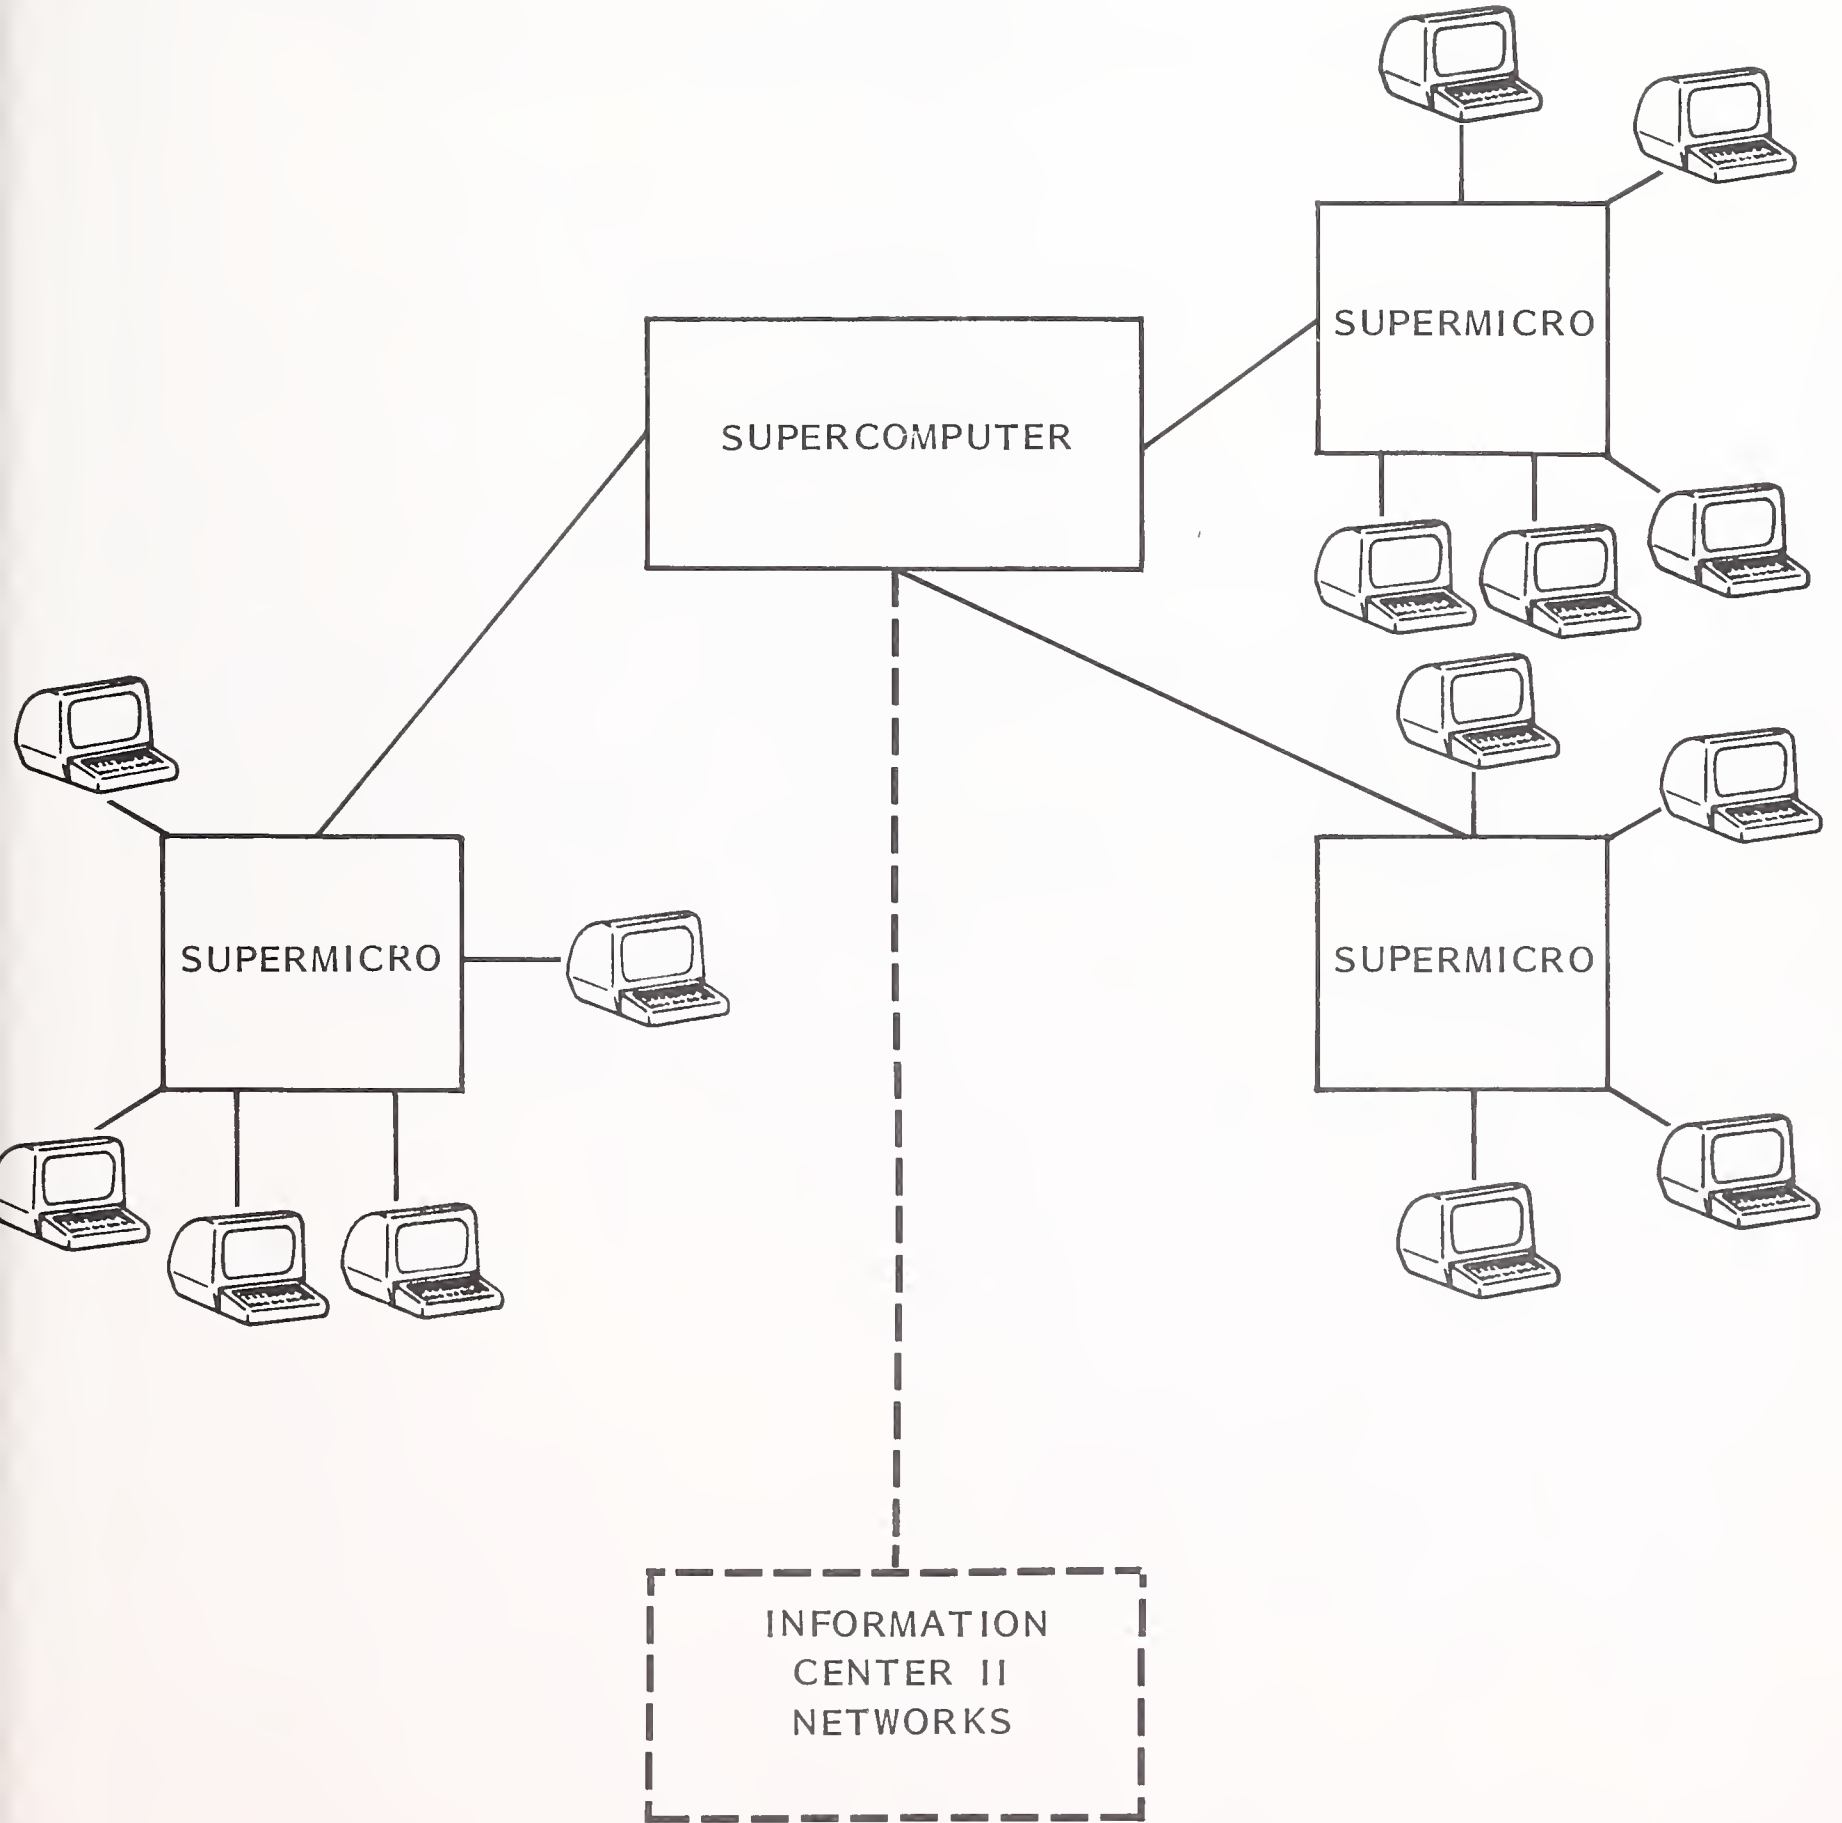 SUPERMICRO
SUPERCOMPUTER
SUPERMICRO
SUPERMICRO
INFORMATION
CENTER II
NETWORKS